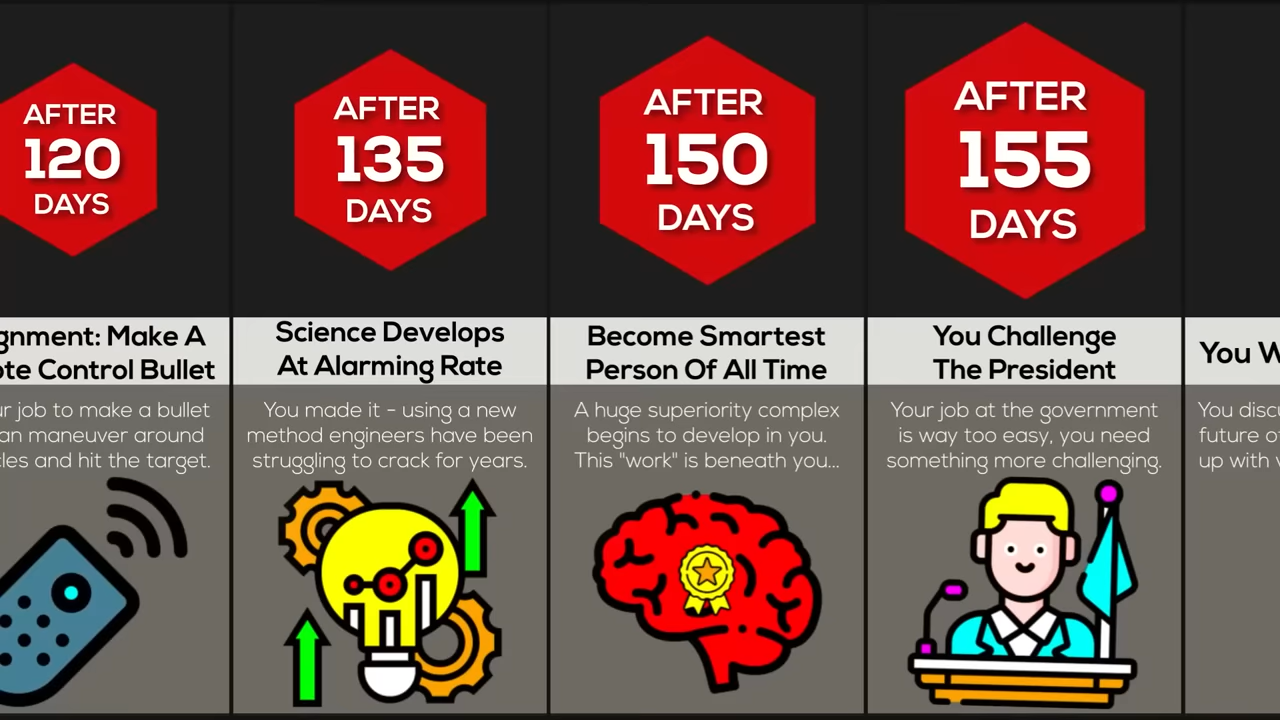 AFTER
120
DAYS
gnment: Make A
ote Control Bullet
ur job to make a bullet
an maneuver around
cles and hit the target.
AFTER
135
DAYS
Science Develops
At Alarming Rate
You made it - using a new
method engineers have been
struggling to crack for years.
AFTER
150
DAYS
Become Smartest
Person Of All Time
A huge superiority complex
begins to develop in you.
This "work" is beneath you...
AFTER
155
DAYS
You Challenge
The President
Your job at the government
is way too easy, you need
something more challenging.
You W
You discu
future o
up with v